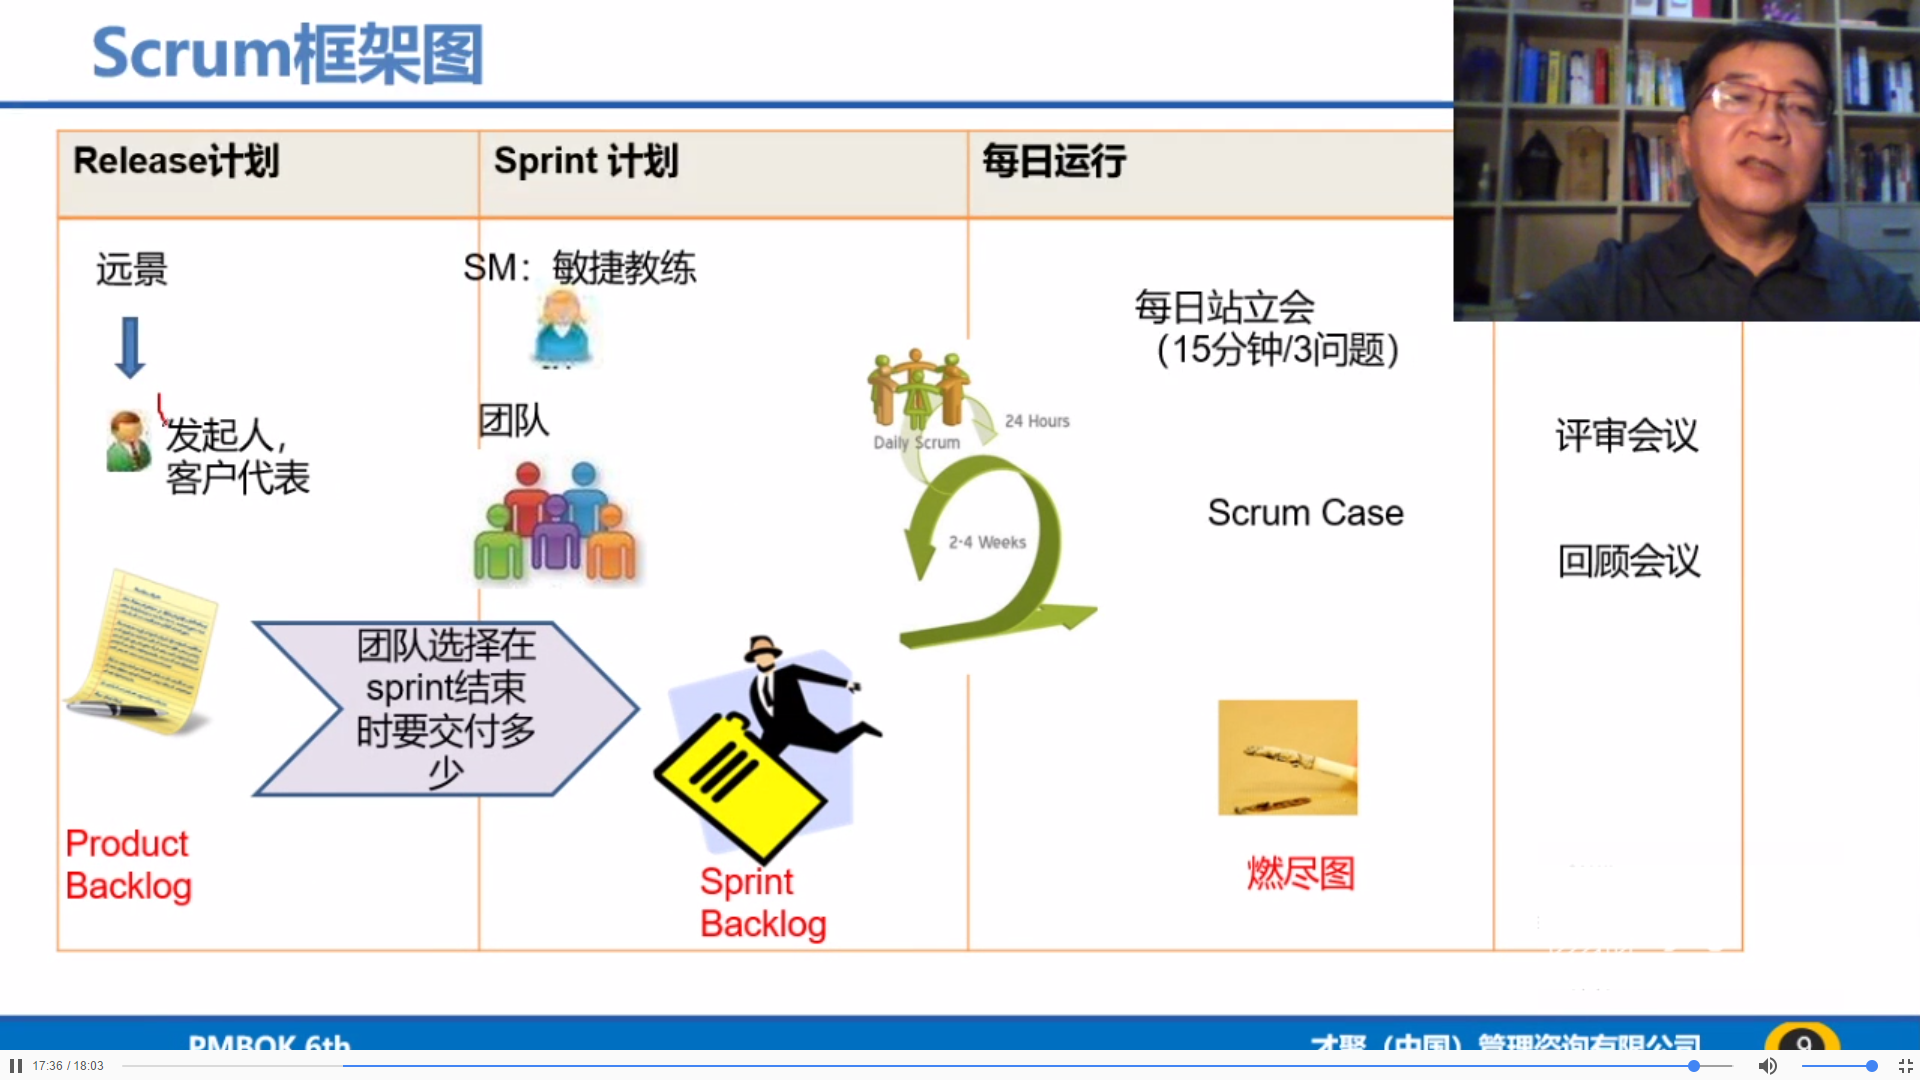 Scrum框架图
Release计划
Sprint 计划
每日运行
远景
发起人，
客户代表
Product
Backlog
SM：敏捷教练
团队
团队选择在
sprint结束
时要交付多
少
Sprint
Backlog
Daily Scrum
24 Hours
2-4 Weeks
每日站立会
（15分钟/3问题）
Scrum Case
燃尽图
评审会议
回顾会议
PMBOK 6th
才聚（中国）管理咨询有限公司
9
17:36 / 18:03